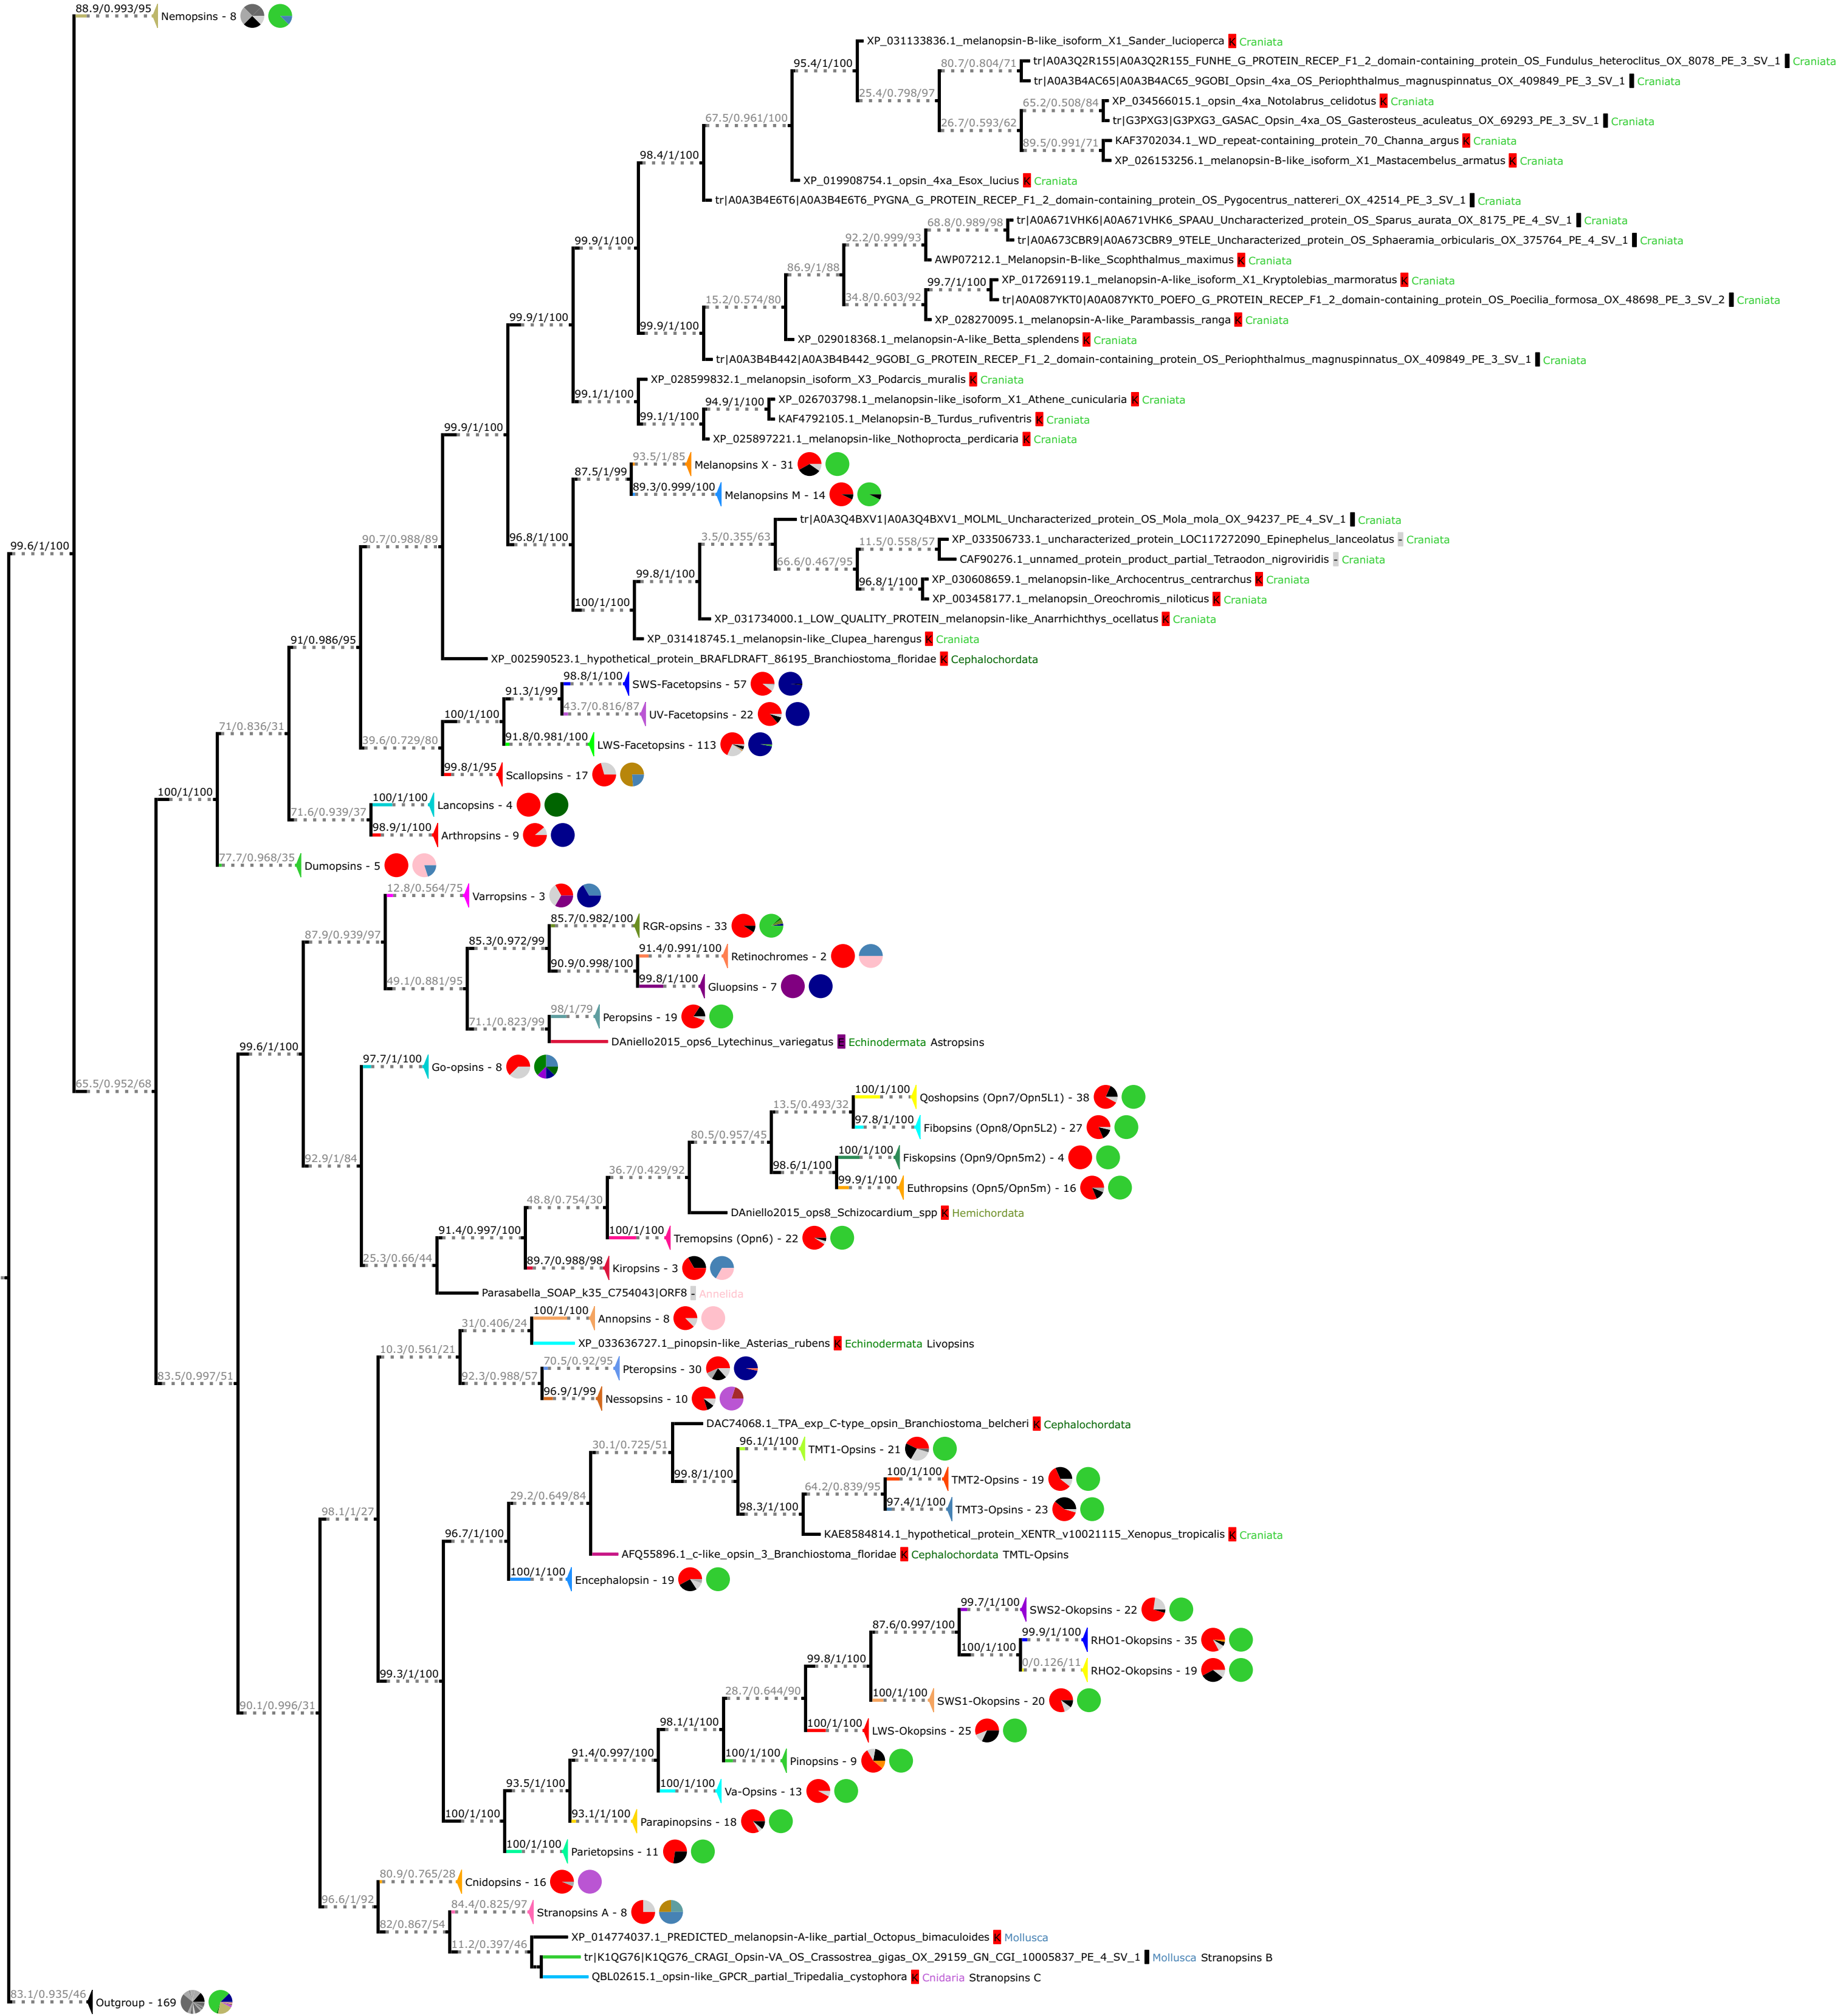 88.9/0.993/95 Nemopsins - 8
XP_031133836.1_melanopsin-B-like_isoform_X1_Sander_lucioperca K Craniata
95.4/1/100 80.7/0.804/71 tr|A0A3Q2R155|A0A3Q2R155_FUNHE_G_PROTEIN_RECEP_F1_2_domain-containing_protein_OS_Fundulus_heteroclitus_OX_8078_PE_3_SV_1 Craniata
tr|A0A3B4AC65|A0A3B4AC65_9GOBI_Opsin_4xa_OS_Periophthalmus_magnuspinnatus_OX_409849_PE_3_SV_1 Craniata
25.4/0.798/97 65.2/0.508/84 XP_034566015.1_opsin_4xa_Notolabrus_celidotus K Craniata
67.5/0.961/100 26.7/0.593/62 tr|G3PXG3|G3PXG3_GASAC_Opsin_4xa_OS_Gasterosteus_aculeatus_OX_69293_PE_3_SV_1 Craniata
89.5/0.991/71 KAF3702034.1_WD_repeat-containing_protein_70_Channa_argus K Craniata
98.4/1/100 XP_026153256.1_melanopsin-B-like_isoform_X1_Mastacembelus_armatus K Craniata
XP_019908754.1_opsin_4xa_Esox_lucius K Craniata
tr|A0A3B4E6T6|A0A3B4E6T6_PYGNA_G_PROTEIN_RECEP_F1_2_domain-containing_protein_OS_Pygocentrus_nattereri_OX_42514_PE_3_SV_1 Craniata
68.8/0.989/98 tr|A0A671VHK6|A0A671VHK6_SPAAU_Uncharacterized_protein_OS_Sparus_aurata_OX_8175_PE_4_SV_1 Craniata
99.9/1/100 92.2/0.999/93 tr|A0A673CBR9|A0A673CBR9_9TELE_Uncharacterized_protein_OS_Sphaeramia_orbicularis_OX_375764_PE_4_SV_1 Craniata
AWP07212.1_Melanopsin-B-like_Scophthalmus_maximus K Craniata
86.9/1/88 99.7/1/100 XP_017269119.1_melanopsin-A-like_isoform_X1_Kryptolebias_marmoratus K Craniata
34.8/0.603/92 tr|A0A087YKT0|A0A087YKT0_POEFO_G_PROTEIN_RECEP_F1_2_domain-containing_protein_OS_Poecilia_formosa_OX_48698_PE_3_SV_2 Craniata
99.9/1/100 15.2/0.574/80 XP_028270095.1_melanopsin-A-like_Parambassis_ranga K Craniata
99.9/1/100 XP_029018368.1_melanopsin-A-like_Betta_splendens K Craniata
tr|A0A3B4B442|A0A3B4B442_9GOBI_G_PROTEIN_RECEP_F1_2_domain-containing_protein_OS_Periophthalmus_magnuspinnatus_OX_409849_PE_3_SV_1 Craniata
XP_028599832.1_melanopsin_isoform_X3_Podarcis_muralis K Craniata
99.1/1/100 94.9/1/100 XP_026703798.1_melanopsin-like_isoform_X1_Athene_cunicularia K Craniata
99.1/1/100 KAF4792105.1_Melanopsin-B_Turdus_rufiventris K Craniata
99.9/1/100 XP_025897221.1_melanopsin-like_Nothoprocta_perdicaria K Craniata
93.5/1/85 Melanopsins X - 31
87.5/1/99
89.3/0.999/100 Melanopsins M - 14
tr|A0A3Q4BXV1|A0A3Q4BXV1_MOLML_Uncharacterized_protein_OS_Mola_mola_OX_94237_PE_4_SV_1 Craniata
99.6/1/100 90.7/0.988/89 96.8/1/100 3.5/0.355/63 11.5/0.558/57 XP_033506733.1_uncharacterized_protein_LOC117272090_Epinephelus_lanceolatus - Craniata
66.6/0.467/95 CAF90276.1_unnamed_protein_product_partial_Tetraodon_nigroviridis - Craniata
99.8/1/100 96.8/1/100 XP_030608659.1_melanopsin-like_Archocentrus_centrarchus K Craniata
100/1/100 XP_003458177.1_melanopsin_Oreochromis_niloticus K Craniata
XP_031734000.1_LOW_QUALITY_PROTEIN_melanopsin-like_Anarrhichthys_ocellatus K Craniata
91/0.986/95 XP_031418745.1_melanopsin-like_Clupea_harengus K Craniata
XP_002590523.1_hypothetical_protein_BRAFLDRAFT_86195_Branchiostoma_floridae K Cephalochordata
98.8/1/100 SWS-Facetopsins - 57
91.3/1/99
43.7/0.816/87 UV-Facetopsins - 22
71/0.836/31 100/1/100
39.6/0.729/80 91.8/0.981/100 LWS-Facetopsins - 113
99.8/1/95 Scallopsins - 17
100/1/100 100/1/100 Lancopsins - 4
71.6/0.939/37
98.9/1/100 Arthropsins - 9
77.7/0.968/35 Dumopsins - 5
12.8/0.564/75 Varropsins - 3
85.7/0.982/100 RGR-opsins - 33
87.9/0.939/97 85.3/0.972/99
91.4/0.991/100 Retinochromes - 2
90.9/0.998/100
49.1/0.881/95 99.8/1/100 Gluopsins - 7
98/1/79 Peropsins - 19
71.1/0.823/99
DAniello2015_ops6_Lytechinus_variegatus E Echinodermata Astropsins
99.6/1/100 97.7/1/100 Go-opsins - 8
65.5/0.952/68 100/1/100 Qoshopsins (Opn7/Opn5L1) - 38
13.5/0.493/32
97.8/1/100 Fibopsins (Opn8/Opn5L2) - 27
80.5/0.957/45
100/1/100 Fiskopsins (Opn9/Opn5m2) - 4
92.9/1/84 98.6/1/100
36.7/0.429/92 99.9/1/100 Euthropsins (Opn5/Opn5m) - 16
48.8/0.754/30 DAniello2015_ops8_Schizocardium_spp K Hemichordata
91.4/0.997/100 100/1/100 Tremopsins (Opn6) - 22
25.3/0.66/44 89.7/0.988/98 Kiropsins - 3
Parasabella_SOAP_k35_C754043|ORF8 - Annelida
100/1/100 Annopsins - 8
31/0.406/24
XP_033636727.1_pinopsin-like_Asterias_rubens K Echinodermata Livopsins
10.3/0.561/21 70.5/0.92/95 Pteropsins - 30
83.5/0.997/51 92.3/0.988/57
96.9/1/99 Nessopsins - 10
DAC74068.1_TPA_exp_C-type_opsin_Branchiostoma_belcheri K Cephalochordata
30.1/0.725/51 96.1/1/100 TMT1-Opsins - 21
99.8/1/100 100/1/100 TMT2-Opsins - 19
64.2/0.839/95
29.2/0.649/84 98.3/1/100 97.4/1/100 TMT3-Opsins - 23
98.1/1/27
96.7/1/100 KAE8584814.1_hypothetical_protein_XENTR_v10021115_Xenopus_tropicalis K Craniata
AFQ55896.1_c-like_opsin_3_Branchiostoma_floridae K Cephalochordata TMTL-Opsins
100/1/100 Encephalopsin - 19
99.7/1/100 SWS2-Okopsins - 22
87.6/0.997/100
99.9/1/100 RHO1-Okopsins - 35
100/1/100
99.8/1/100 0/0.126/11 RHO2-Okopsins - 19
99.3/1/100
28.7/0.644/90 100/1/100 SWS1-Okopsins - 20
90.1/0.996/31
98.1/1/100 100/1/100 LWS-Okopsins - 25
91.4/0.997/100 100/1/100 Pinopsins - 9
93.5/1/100 100/1/100 Va-Opsins - 13
100/1/100 93.1/1/100 Parapinopsins - 18
100/1/100 Parietopsins - 11
80.9/0.765/28 Cnidopsins - 16
96.6/1/92 84.4/0.825/97 Stranopsins A - 8
82/0.867/54
XP_014774037.1_PREDICTED_melanopsin-A-like_partial_Octopus_bimaculoides K Mollusca
11.2/0.397/46
tr|K1QG76|K1QG76_CRAGI_Opsin-VA_OS_Crassostrea_gigas_OX_29159_GN_CGI_10005837_PE_4_SV_1 Mollusca Stranopsins B
QBL02615.1_opsin-like_GPCR_partial_Tripedalia_cystophora K Cnidaria Stranopsins C
83.1/0.935/46 Outgroup - 169